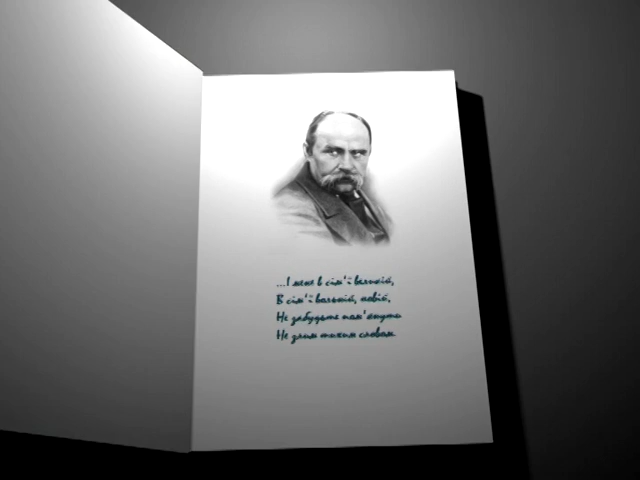 ...І мене в сім'ї великій,
В сім'ї вольній, новій,
Не забудьте пом'янути
Не злим тихим словом